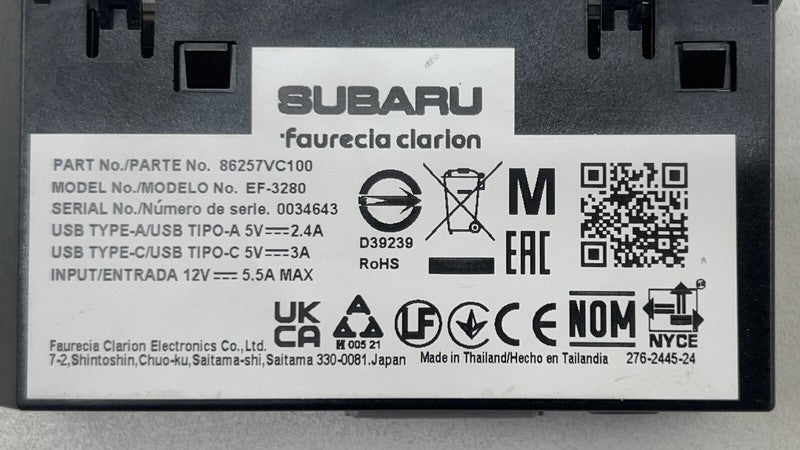 SUBARU
faurecia clarion
PART No./PARTE No. 86257VC100
MODEL No./MODELO No. EF-3280
SERIAL No./Número de serie. 0034643
USB TYPE-A/USB TIPO-A 5V⎓2.4A
USB TYPE-C/USB TIPO-C 5V⎓3A
INPUT/ENTRADA 12V⎓ 5.5A MAX
D39239
RoHS
M
EAC
UK
CA
H 005 21
LF
CE
NOM
NYCE
Faurecia Clarion Electronics Co.,Ltd.
7-2,Shintoshin,Chuo-ku,Saitama-shi,Saitama 330-0081.Japan
Made in Thailand/Hecho en Tailandia
276-2445-24